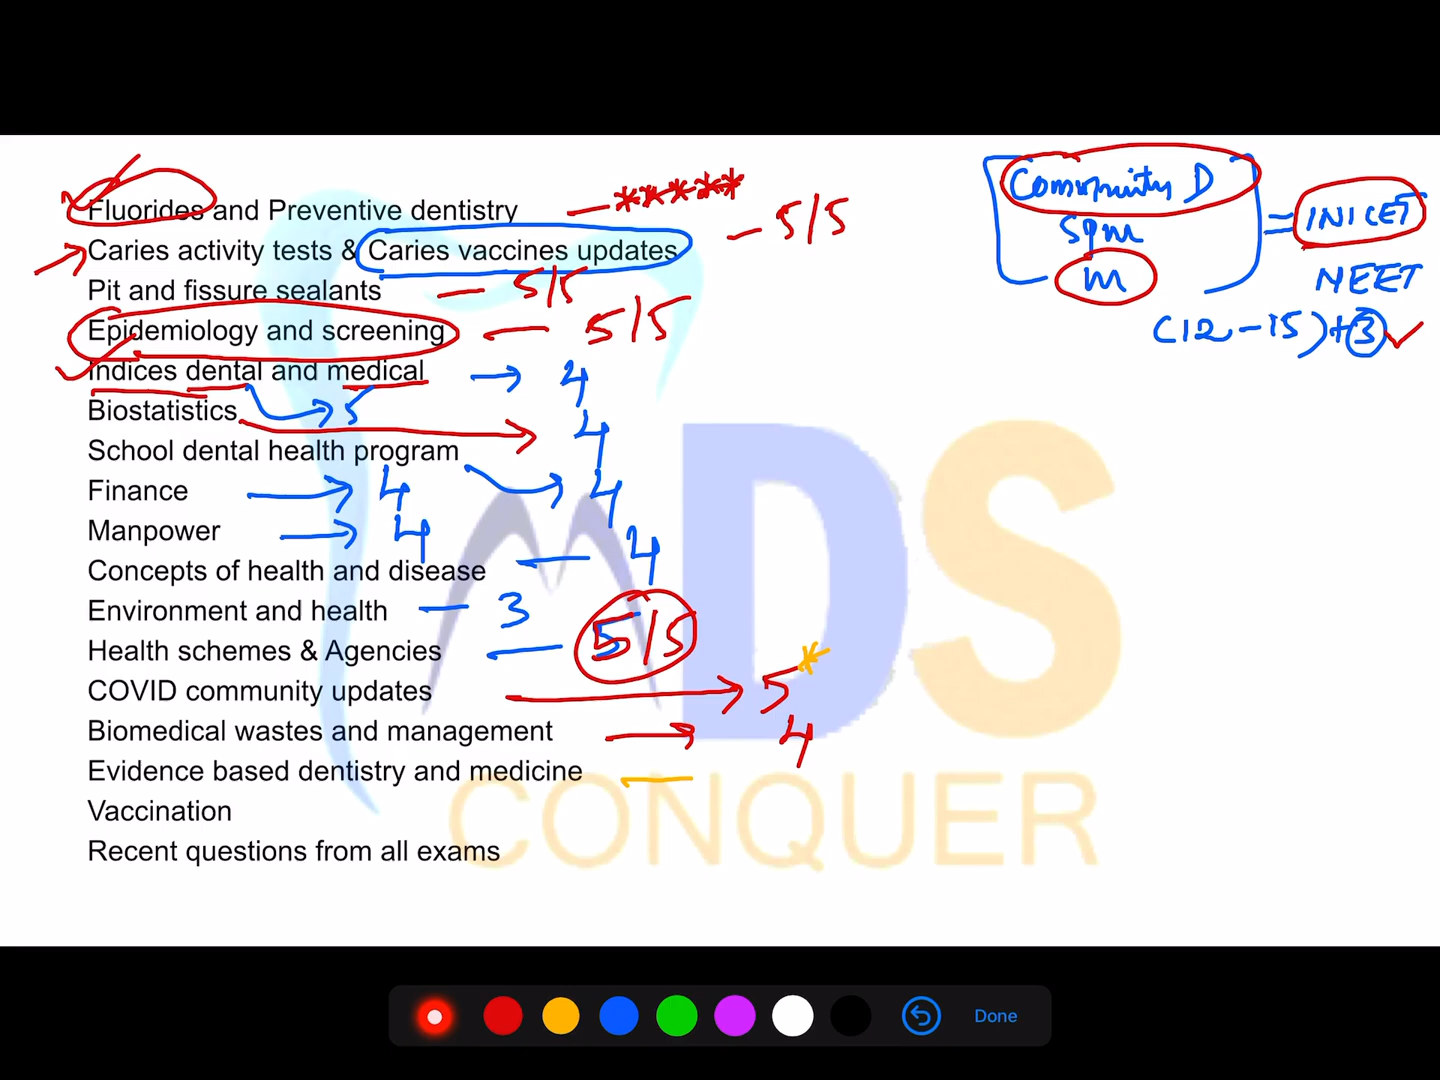 Fluorides and Preventive dentistry — *****
Caries activity tests & Caries vaccines updates — 5/5
Pit and fissure sealants — 5/5
Epidemiology and screening — 5/5
Indices dental and medical → 4
Biostatistics → 5 → 4
School dental health program → 4
Finance → 4
Manpower → 4
Concepts of health and disease — 4
Environment and health — 3
Health schemes & Agencies — 5/5
COVID community updates → 5*
Biomedical wastes and management → 4
Evidence based dentistry and medicine —
Vaccination
Recent questions from all exams
Community D
SPM
M
= INICET
NEET
(12-15)+3
MDS
CONQUER
Done